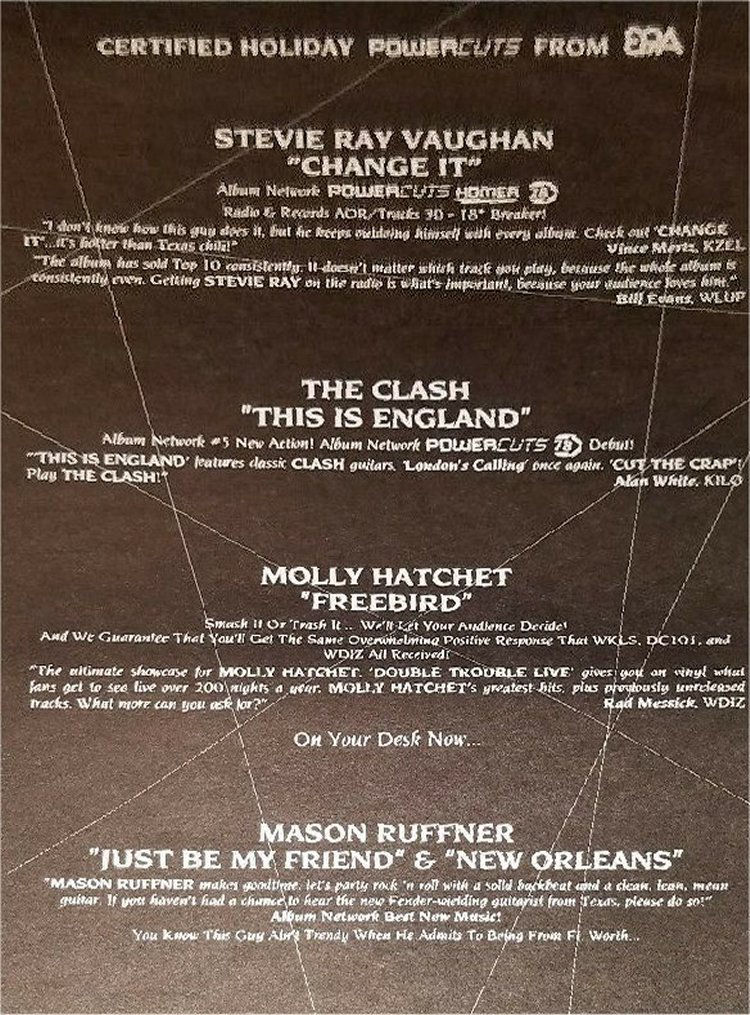 CERTIFIED HOLIDAY POWERCUTS FROM
STEVIE RAY VAUGHAN
"CHANGE IT"
Album Network POWERCUTS HOMER
Radio & Records AOR/Tracks 30 - 18* Breaker!
"I don't know how this guy does it, but he keeps outdoing himself with every album. Check out 'CHANGE
IT'...it's hotter than Texas chili!"
Vince Mertz, KZEL
"The album has sold Top 10 consistently. It doesn't matter which track you play, because the whole album is
consistently even. Getting STEVIE RAY on the radio is what's important, because your audience loves him."
Bill Evans, WLUP
THE CLASH
"THIS IS ENGLAND"
Album Network #5 New Action! Album Network POWERCUTS Debut!
"'THIS IS ENGLAND' features classic CLASH guitars. 'London's Calling' once again. 'CUT THE CRAP'!
Play THE CLASH!"
Alan White, KILO
MOLLY HATCHET
"FREEBIRD"
Smash It Or Trash It... We'll Let Your Audience Decide!
And We Guarantee That You'll Get The Same Overwhelming Positive Response That WKLS, DC101, and
WDIZ All Received!
"The ultimate showcase for MOLLY HATCHET. 'DOUBLE TROUBLE LIVE' gives you on vinyl what
fans get to see live over 200 nights a year. MOLLY HATCHET's greatest hits, plus previously unreleased
tracks. What more can you ask for?"
Rad Messick, WDIZ
On Your Desk Now...
MASON RUFFNER
"JUST BE MY FRIEND" & "NEW ORLEANS"
"MASON RUFFNER makes goodtime, let's party rock 'n roll with a solid backbeat and a clean, lean, mean
guitar. If you haven't had a chance to hear the new Fender-wielding guitarist from Texas, please do so!"
Album Network Best New Music!
You Know This Guy Ain't Trendy When He Admits To Being From Ft. Worth...